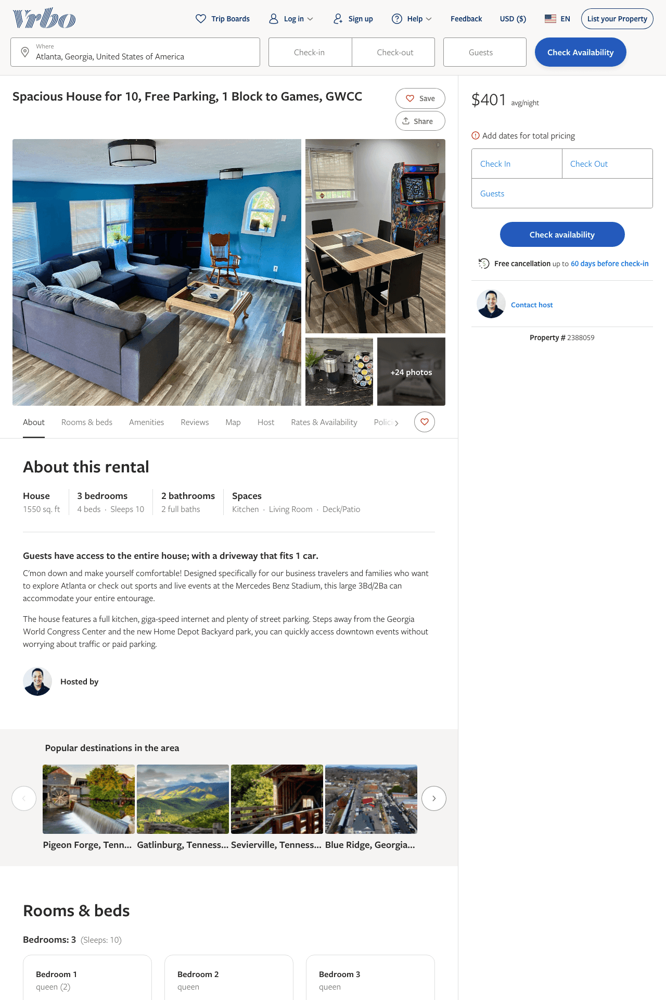 Vrbo
Trip Boards
Log in
Sign up
Help
Feedback
USD ($)
EN
List your Property
Where
Atlanta, Georgia, United States of America
Check-in
Check-out
Guests
Check Availability
Spacious House for 10, Free Parking, 1 Block to Games, GWCC
Save
Share
$401 avg/night
Add dates for total pricing
Check In
Check Out
Guests
Check availability
Free cancellation up to 60 days before check-in
Contact host
Property # 2388059
+24 photos
About
Rooms & beds
Amenities
Reviews
Map
Host
Rates & Availability
About this rental
House
1550 sq. ft
3 bedrooms
4 beds · Sleeps 10
2 bathrooms
2 full baths
Spaces
Kitchen · Living Room · Deck/Patio
Guests have access to the entire house; with a driveway that fits 1 car.
C'mon down and make yourself comfortable! Designed specifically for our business travelers and families who want
to explore Atlanta or check out sports and live events at the Mercedes Benz Stadium, this large 3Bd/2Ba can
accommodate your entire entourage.
The house features a full kitchen, giga-speed internet and plenty of street parking. Steps away from the Georgia
World Congress Center and the new Home Depot Backyard park, you can quickly access downtown events without
worrying about traffic or paid parking.
Hosted by
Popular destinations in the area
Pigeon Forge, Tenn...
Gatlinburg, Tenness...
Sevierville, Tenness...
Blue Ridge, Georgia...
Rooms & beds
Bedrooms: 3 (Sleeps: 10)
Bedroom 1
queen (2)
Bedroom 2
queen
Bedroom 3
queen